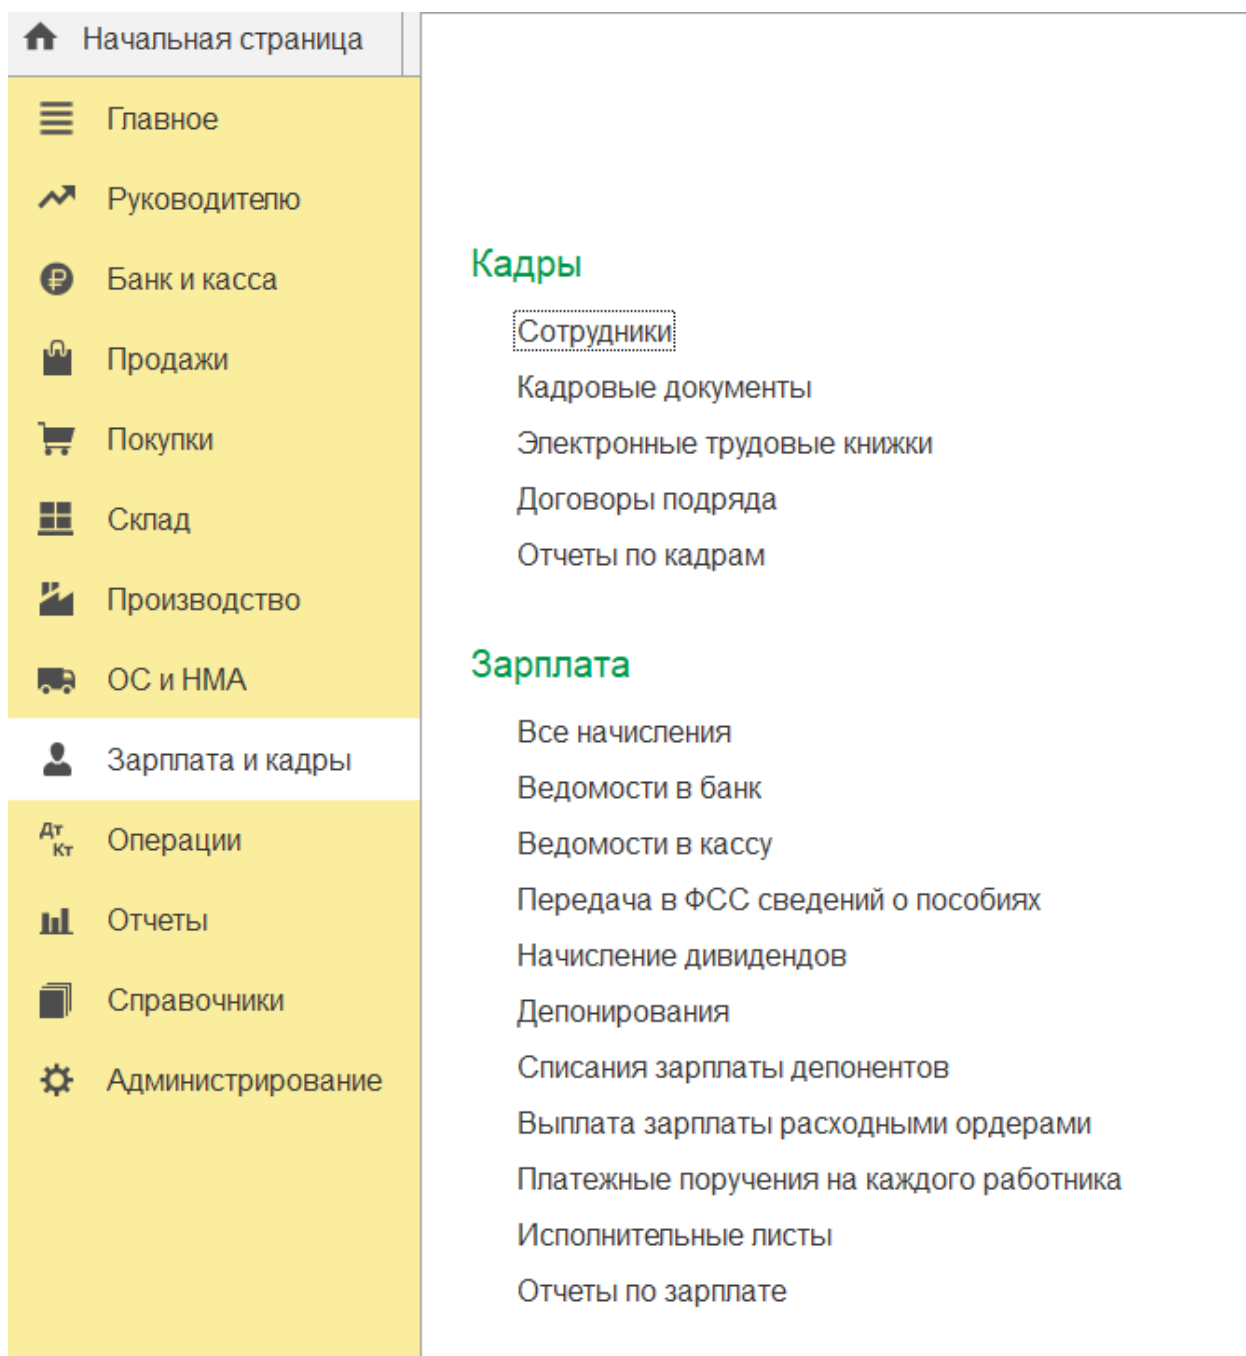 Начальная страница
Главное
Руководителю
Банк и касса
Продажи
Покупки
Склад
Производство
ОС и НМА
Зарплата и кадры
Дт
Кт
Операции
Отчеты
Справочники
Администрирование
Кадры
Сотрудники
Кадровые документы
Электронные трудовые книжки
Договоры подряда
Отчеты по кадрам
Зарплата
Все начисления
Ведомости в банк
Ведомости в кассу
Передача в ФСС сведений о пособиях
Начисление дивидендов
Депонирования
Списания зарплаты депонентов
Выплата зарплаты расходными ордерами
Платежные поручения на каждого работника
Исполнительные листы
Отчеты по зарплате